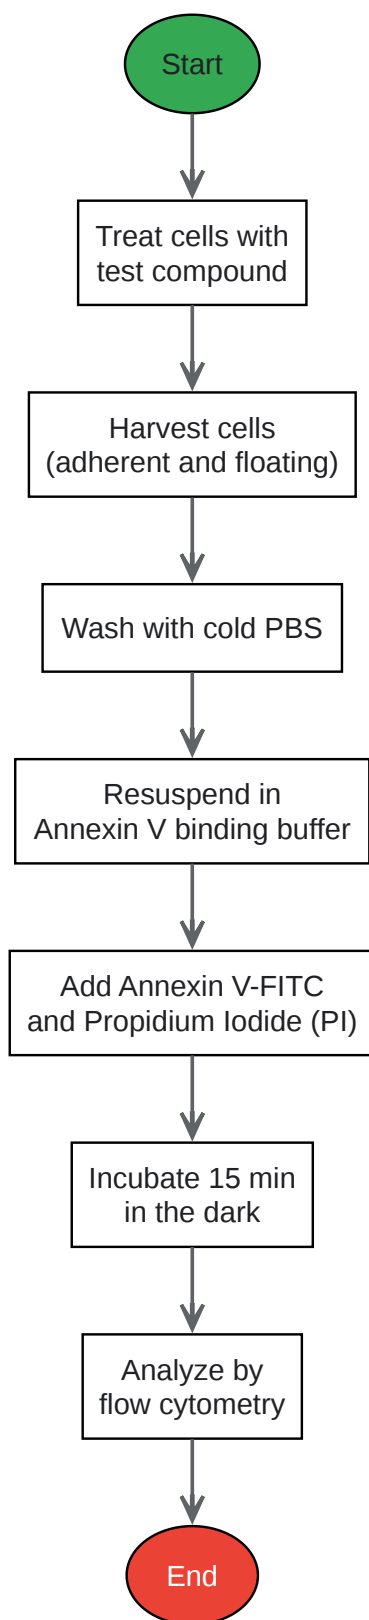 Start
Treat cells with
test compound
Harvest cells
(adherent and floating)
Wash with cold PBS
Resuspend in
Annexin V binding buffer
Add Annexin V-FITC
and Propidium Iodide (PI)
Incubate 15 min
in the dark
Analyze by
flow cytometry
End